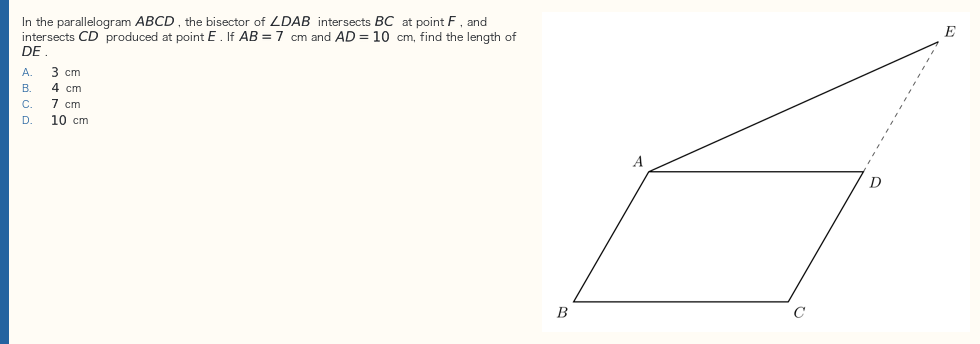 In the parallelogram ABCD , the bisector of ∠DAB intersects BC at point F , and
intersects CD produced at point E . If AB = 7 cm and AD = 10 cm, find the length of
DE .
A. 3 cm
B. 4 cm
C. 7 cm
D. 10 cm
E
A
D
B
C